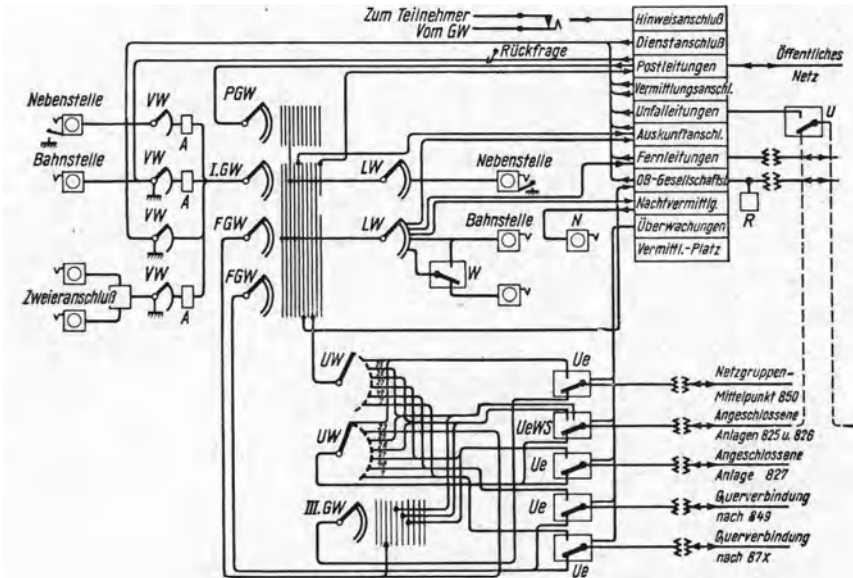 Zum Teilnehmer
Vom GW
Hinweisanschluß
Dienstanschluß
Rückfrage
Postleitungen
Öffentliches
Netz
Vermittlungsanschl.
Unfalleitungen
U
Auskunftanschl.
Fernleitungen
OB-Gesellschaftsl.
Nachtvermittlg.
Überwachungen
Vermittl.-Platz
R
N
Nebenstelle
VW
A
PGW
Bahnstelle
VW
A
I.GW
LW
Nebenstelle
VW
FGW
LW
Bahnstelle
W
Zweieranschluß
VW
A
FGW
UW
Ue
Netzgruppen-
Mittelpunkt 850
UeWS
Angeschlossene
Anlagen 825 u. 826
UW
Ue
Angeschlossene
Anlage 827
III.GW
Ue
Querverbindung
nach 849
Ue
Querverbindung
nach 87x